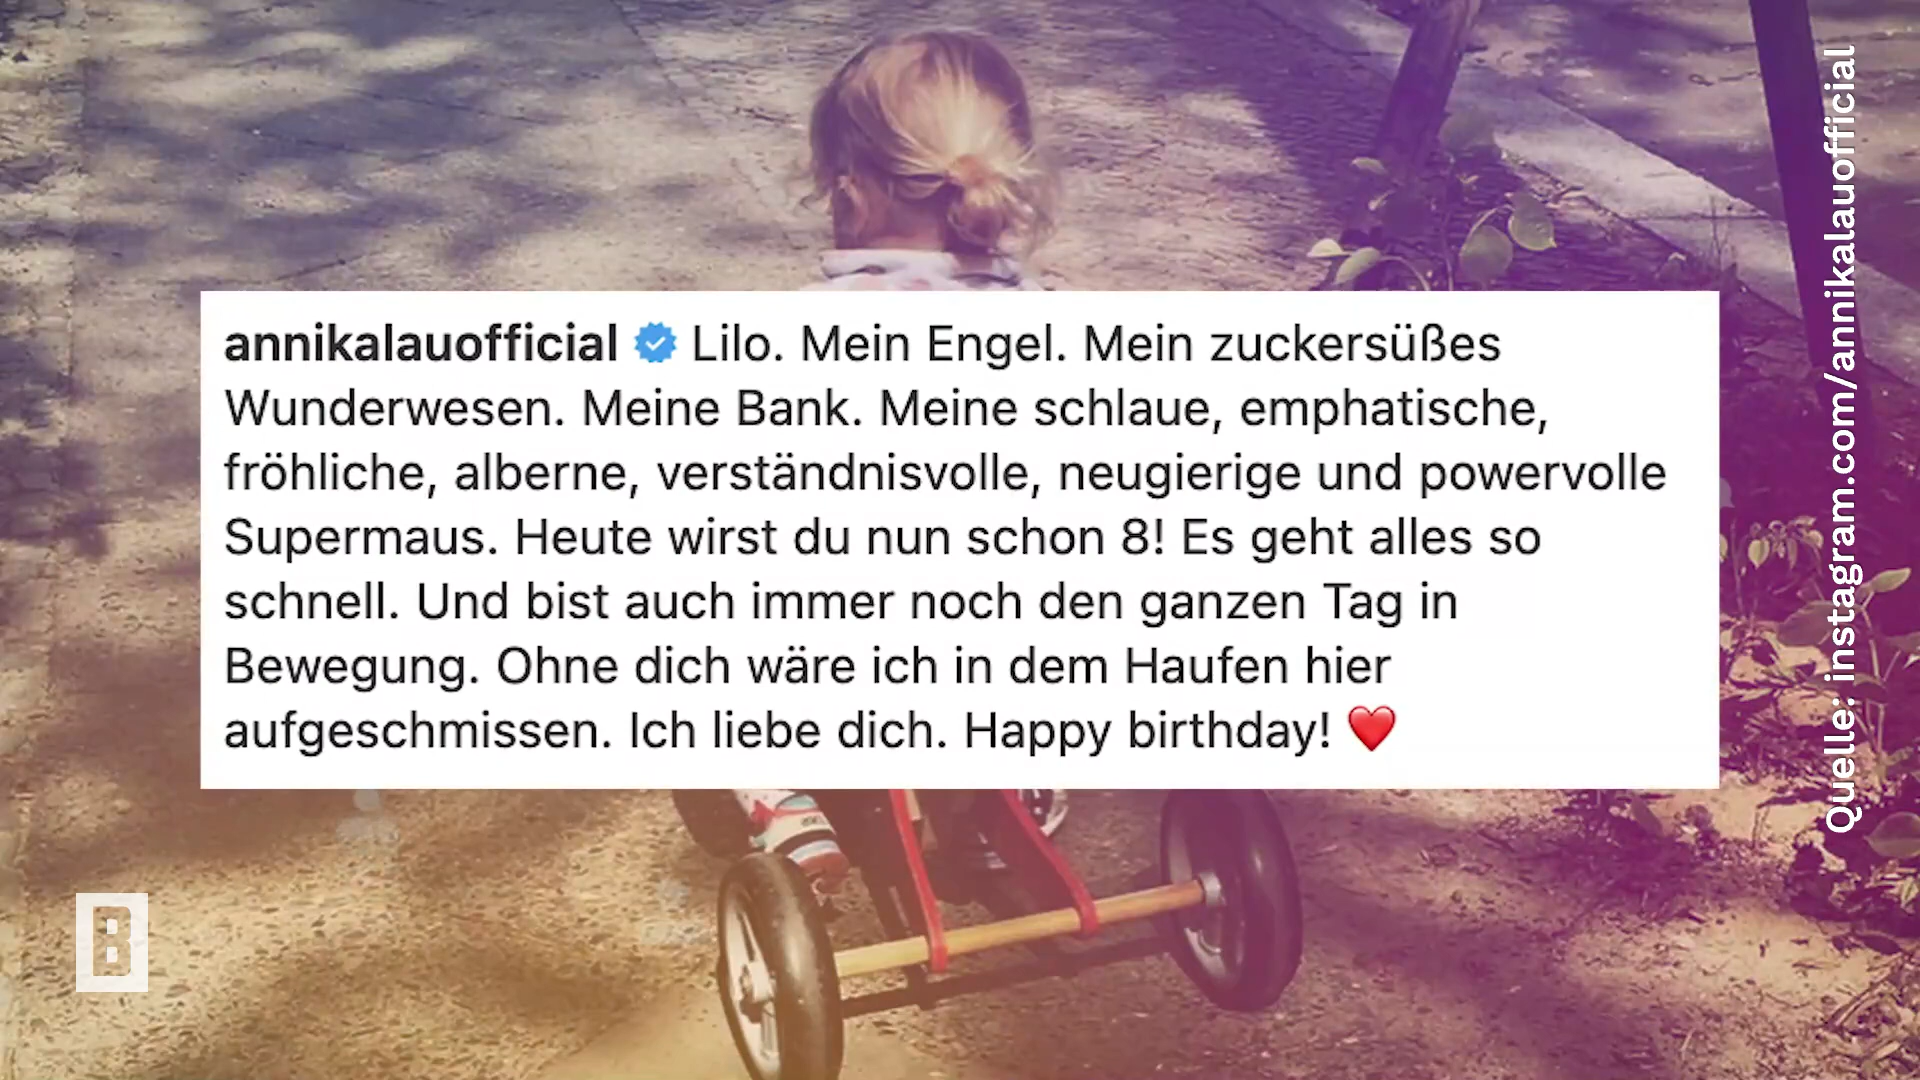 annikalauofficial Lilo. Mein Engel. Mein zuckersüßes
Wunderwesen. Meine Bank. Meine schlaue, emphatische,
fröhliche, alberne, verständnisvolle, neugierige und powervolle
Supermaus. Heute wirst du nun schon 8! Es geht alles so
schnell. Und bist auch immer noch den ganzen Tag in
Bewegung. Ohne dich wäre ich in dem Haufen hier
aufgeschmissen. Ich liebe dich. Happy birthday! ❤️
Quelle: instagram.com/annikalauofficial
B